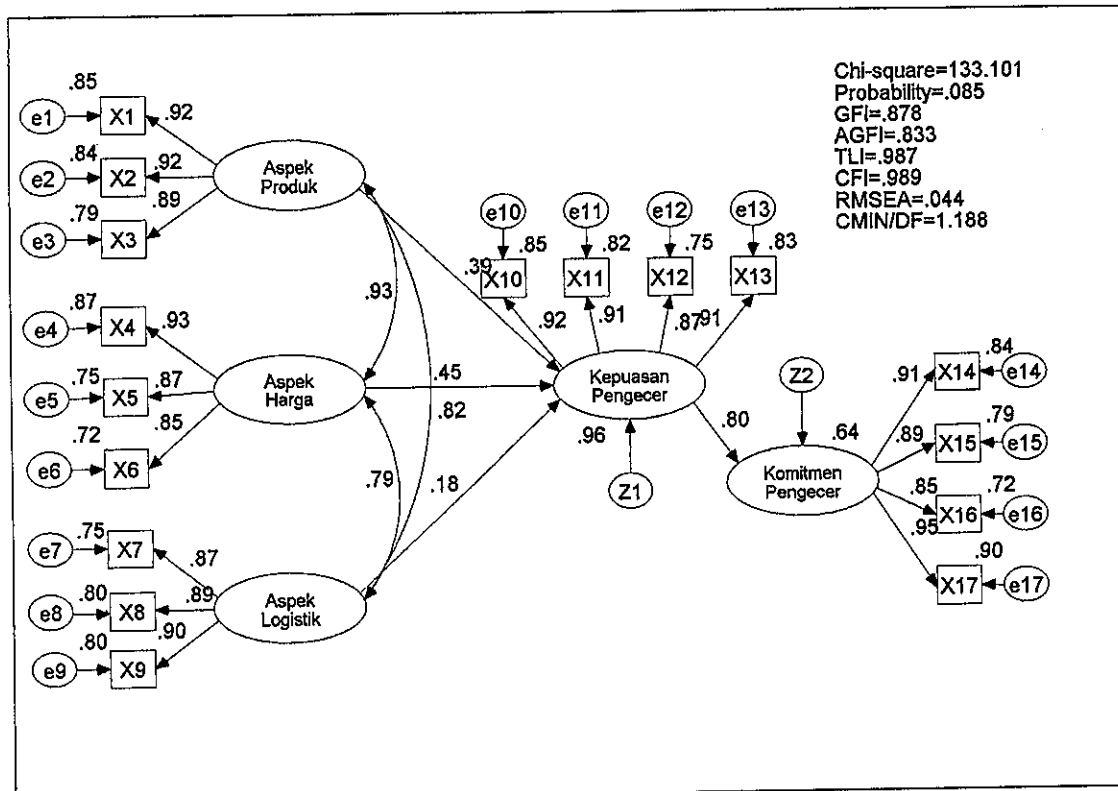 Chi-square=133.101
Probability=.085
GFI=.878
AGFI=.833
TLI=.987
CFI=.989
RMSEA=.044
CMIN/DF=1.188
.85
e1
X1
.92
.84
e2
X2
.92
.79
e3
X3
.89
Aspek
Produk
.87
e4
X4
.93
.75
e5
X5
.87
.72
e6
X6
.85
Aspek
Harga
.75
e7
X7
.87
.80
e8
X8
.89
.80
e9
X9
.90
Aspek
Logistik
.93
.82
.79
.39
.45
.18
e10
e11
e12
e13
.85
.82
.75
.83
X10
X11
X12
X13
.92
.91
.87
.91
Kepuasan
Pengecer
.96
Z1
.80
Z2
.64
Komitmen
Pengecer
.91
X14
.84
e14
.89
X15
.79
e15
.85
X16
.72
e16
.95
X17
.90
e17